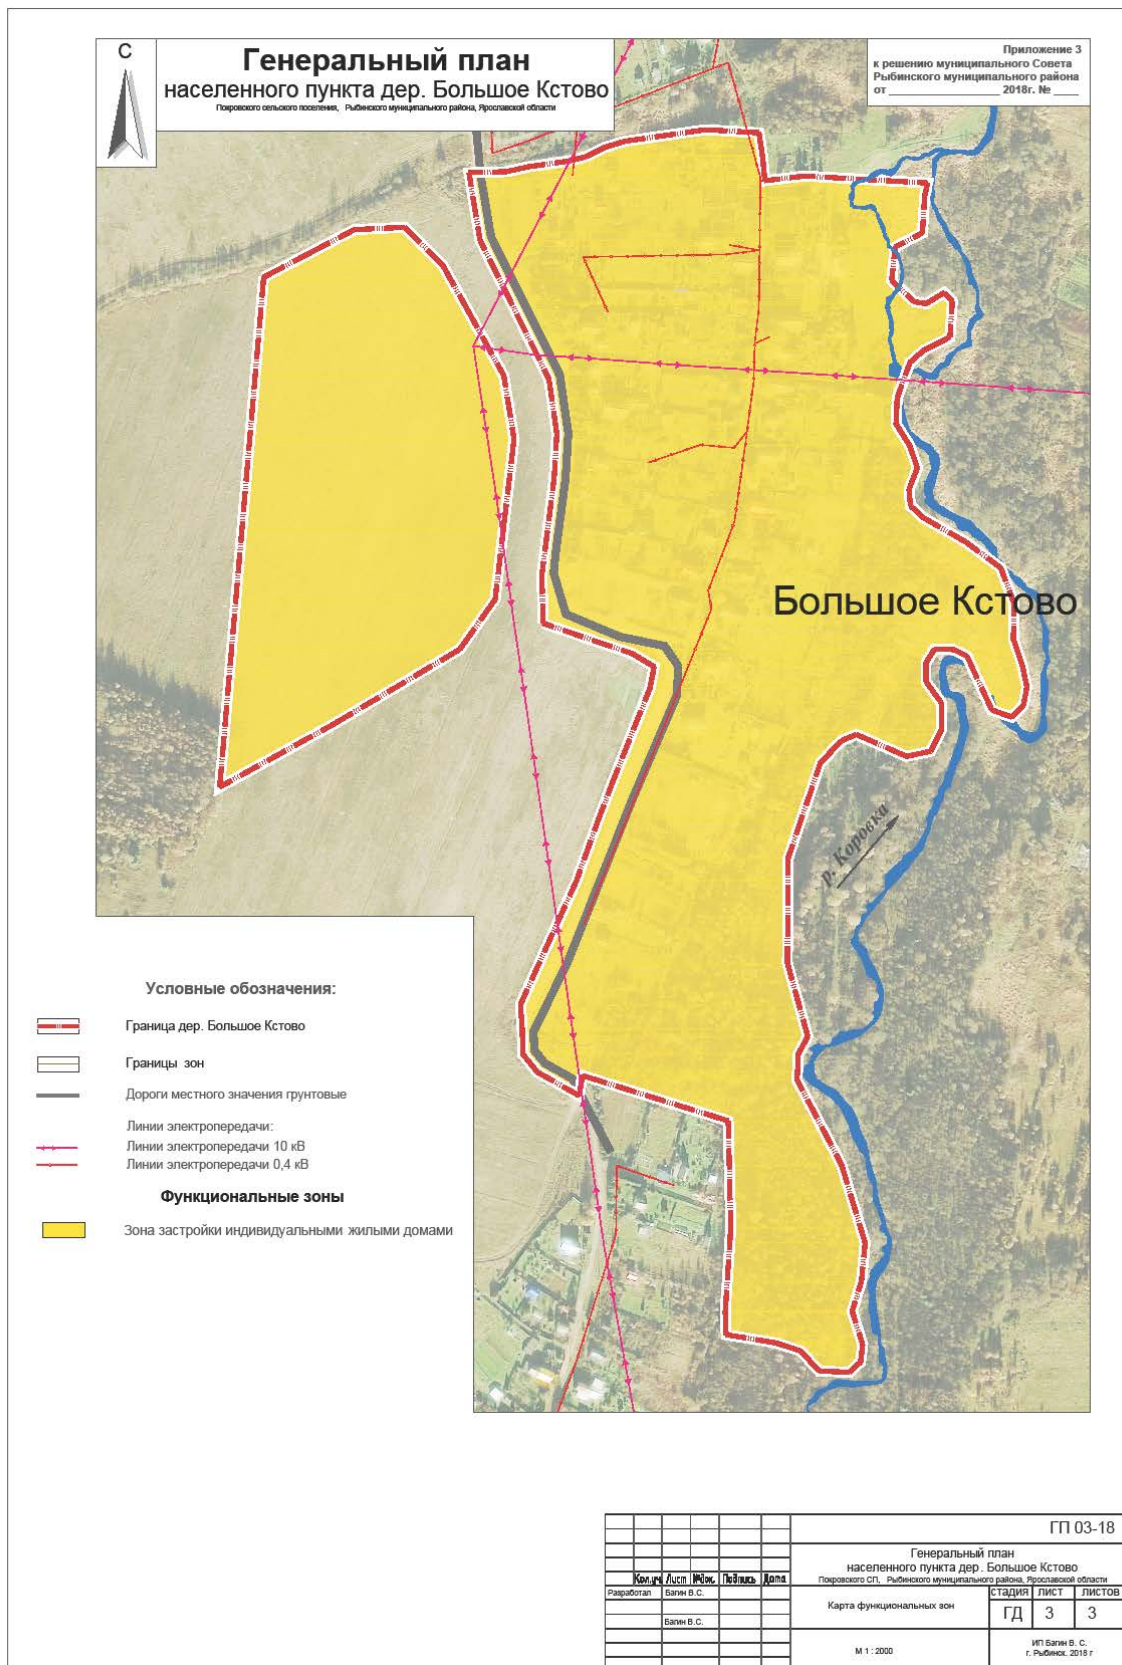 С
Генеральный план
населенного пункта дер. Большое Кстово
Покровского сельского поселения, Рыбинского муниципального района, Ярославской области
Приложение 3
к решению муниципального Совета
Рыбинского муниципального района
от ____________________ 2018г. № ____
Большое Кстово
р. Коровка
Условные обозначения:
Граница дер. Большое Кстово
Границы зон
Дороги местного значения грунтовые
Линии электропередачи:
Линии электропередачи 10 кВ
Линии электропередачи 0,4 кВ
Функциональные зоны
Зона застройки индивидуальными жилыми домами
ГП 03-18
Генеральный план
населенного пункта дер. Большое Кстово
Покровского СП, Рыбинского муниципального района, Ярославской области
Кол.уч Лист №Док. Подпись Дата
Разработал Багин В.С.
Багин В.С.
Карта функциональных зон
СТАДИЯ ЛИСТ ЛИСТОВ
ГД 3 3
М 1 : 2000
ИП Багин В. С.
г. Рыбинск. 2018 г